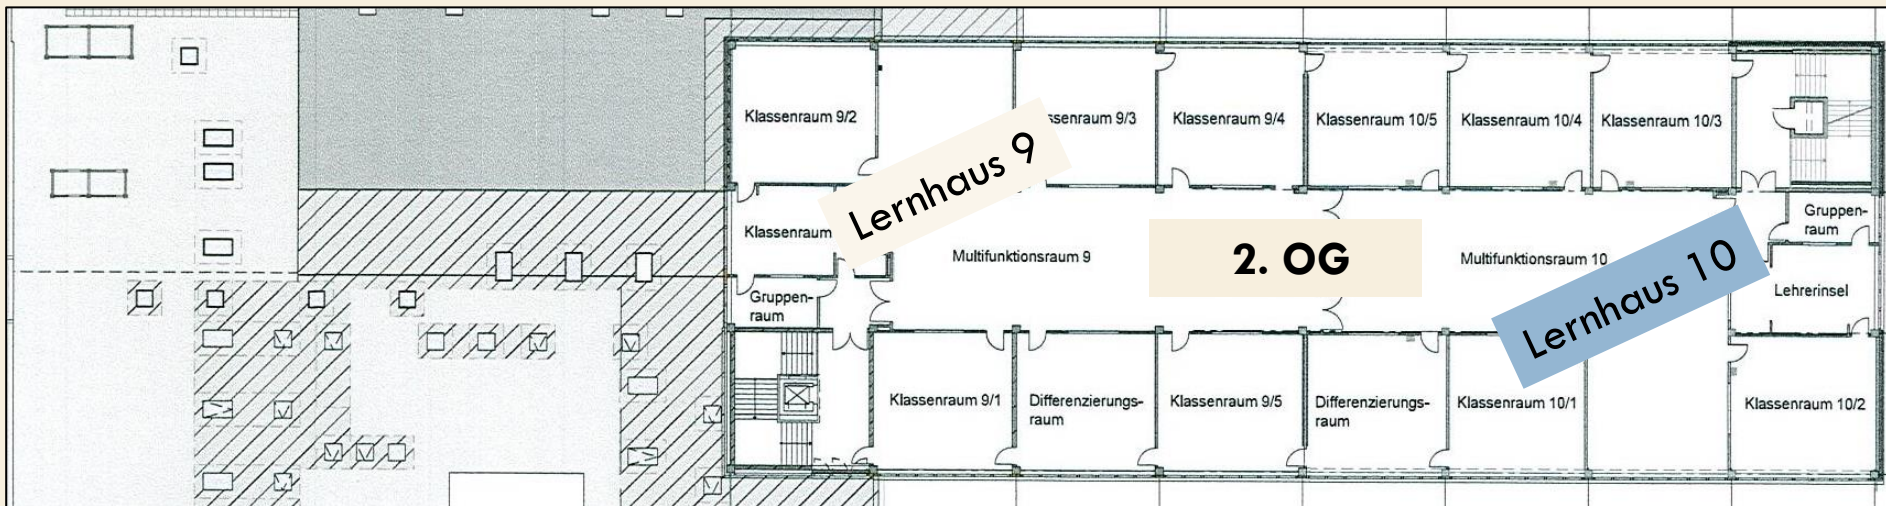 Klassenraum 9/2
ssenraum 9/3
Klassenraum 9/4
Klassenraum 10/5
Klassenraum 10/4
Klassenraum 10/3
Lernhaus 9
Klassenraum
Multifunktionsraum 9
2. OG
Multifunktionsraum 10
Gruppen-
raum
Lernhaus 10
Lehrerinsel
Gruppen-
raum
Klassenraum 9/1
Differenzierungs-
raum
Klassenraum 9/5
Differenzierungs-
raum
Klassenraum 10/1
Klassenraum 10/2